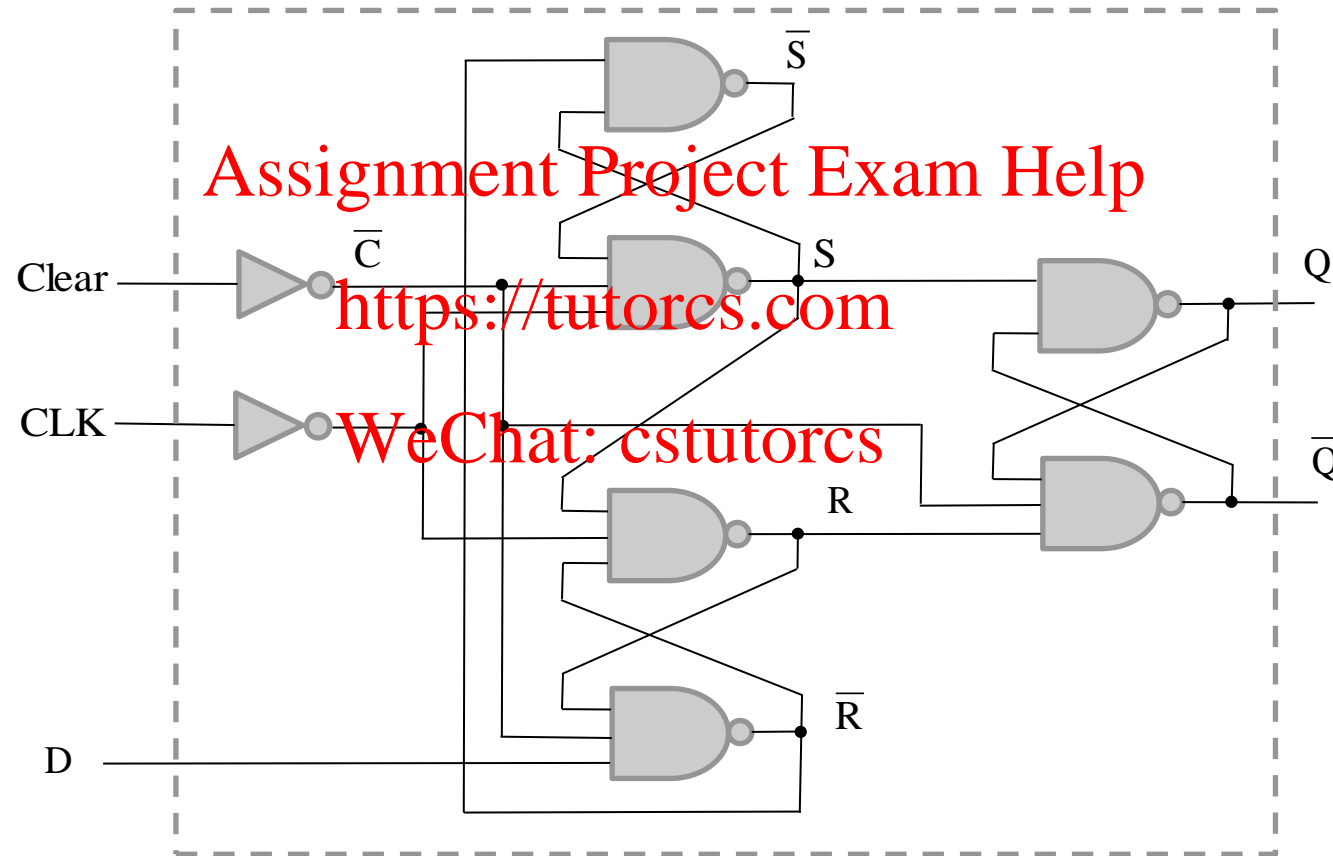 S̅
Assignment Project Exam Help
C̅
S
Q
Clear
https://tutorcs.com
CLK
WeChat: cstutorcs
Q̅
R
R̅
D